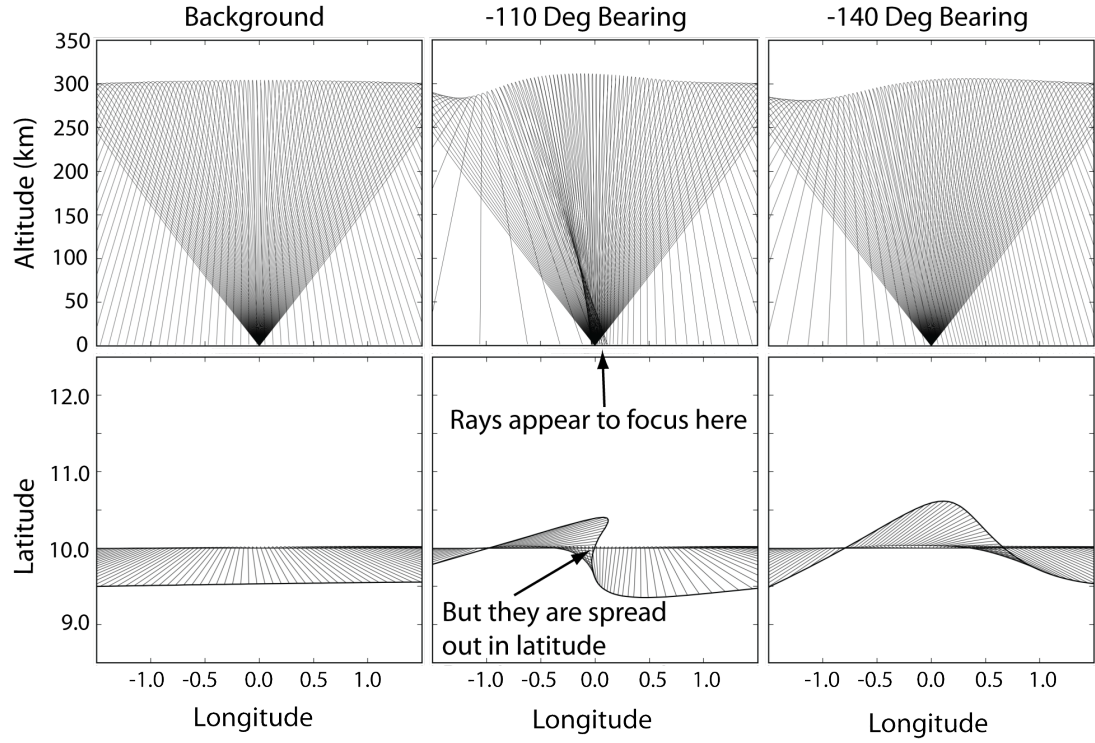 Background
-110 Deg Bearing
-140 Deg Bearing
Altitude (km)
350
300
250
200
150
100
50
0
Rays appear to focus here
Latitude
12.0
11.0
10.0
9.0
But they are spread
out in latitude
-1.0 -0.5 0.0 0.5 1.0
-1.0 -0.5 0.0 0.5 1.0
-1.0 -0.5 0.0 0.5 1.0
Longitude
Longitude
Longitude